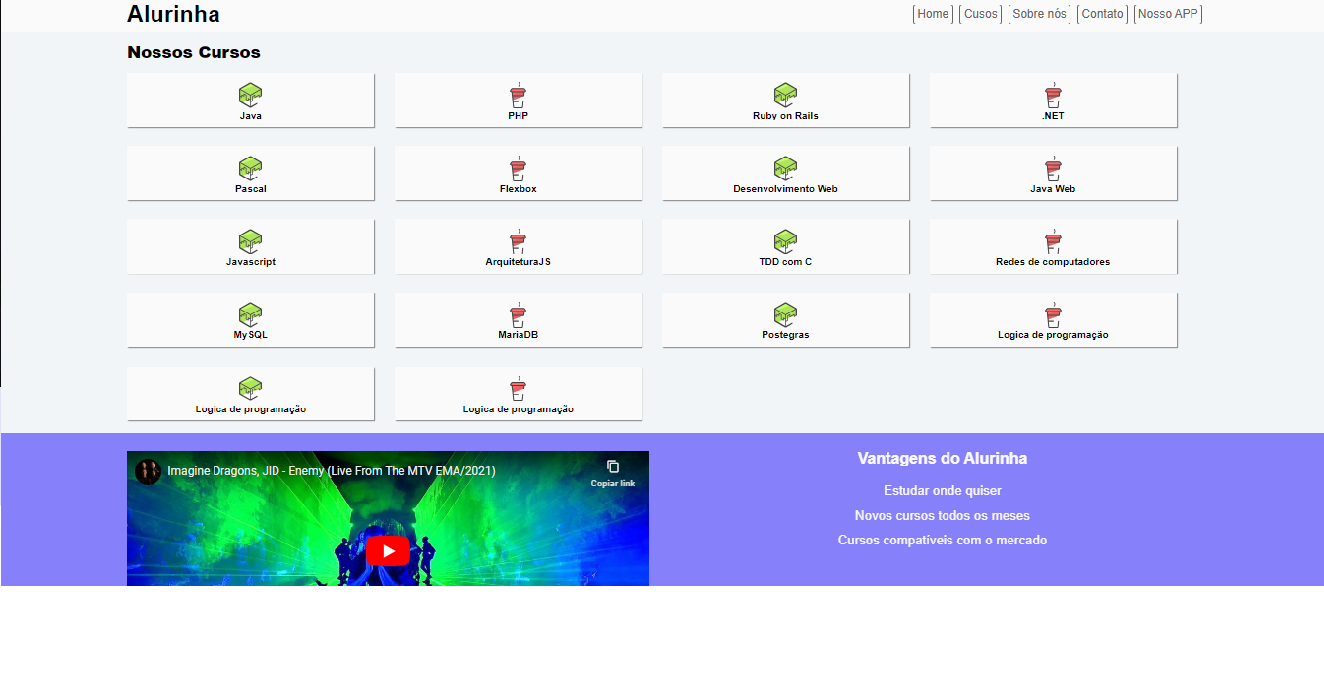 Alurinha
Home Cusos Sobre nós Contato Nosso APP
Nossos Cursos
Java PHP Ruby on Rails .NET
Pascal Flexbox Desenvolvimento Web Java Web
Javascript ArquiteturaJS TDD com C Redes de computadores
MySQL MariaDB Postegras Logica de programação
Logica de programação Logica de programação
Imagine Dragons, JID - Enemy (Live From The MTV EMA/2021)
Copiar link
Vantagens do Alurinha
Estudar onde quiser
Novos cursos todos os meses
Cursos compatíveis com o mercado